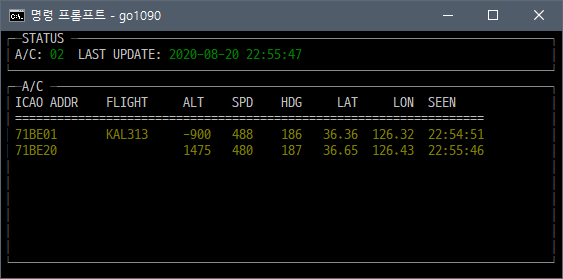 명령 프롬프트 - go1090
STATUS
A/C: 02 LAST UPDATE: 2020-08-20 22:55:47
A/C
ICAO ADDR FLIGHT ALT SPD HDG LAT LON SEEN
===================================================================
71BE01 KAL313 -900 488 186 36.36 126.32 22:54:51
71BE20 1475 480 187 36.65 126.43 22:55:46